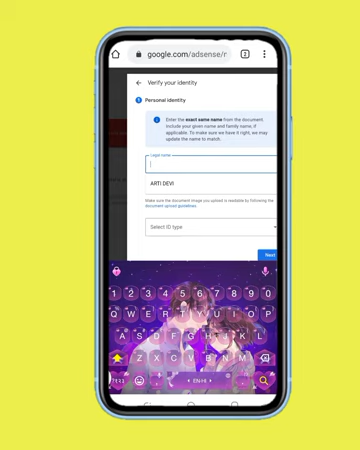 google.com/adsense/r
2
Verify your identity
Personal identity
Enter the exact same name from the document.
Include your given name and family name, if
applicable. To make sure we have it right, we may
update the name to match.
Legal name
ARTI DEVI
Make sure the document image you upload is readable by following the
document upload guidelines.
Select ID type
Next
1 2 3 4 5 6 7 8 9 0
Q W E R T Y U I O P
A S D F G H J K L
Z X C V B N M
?123